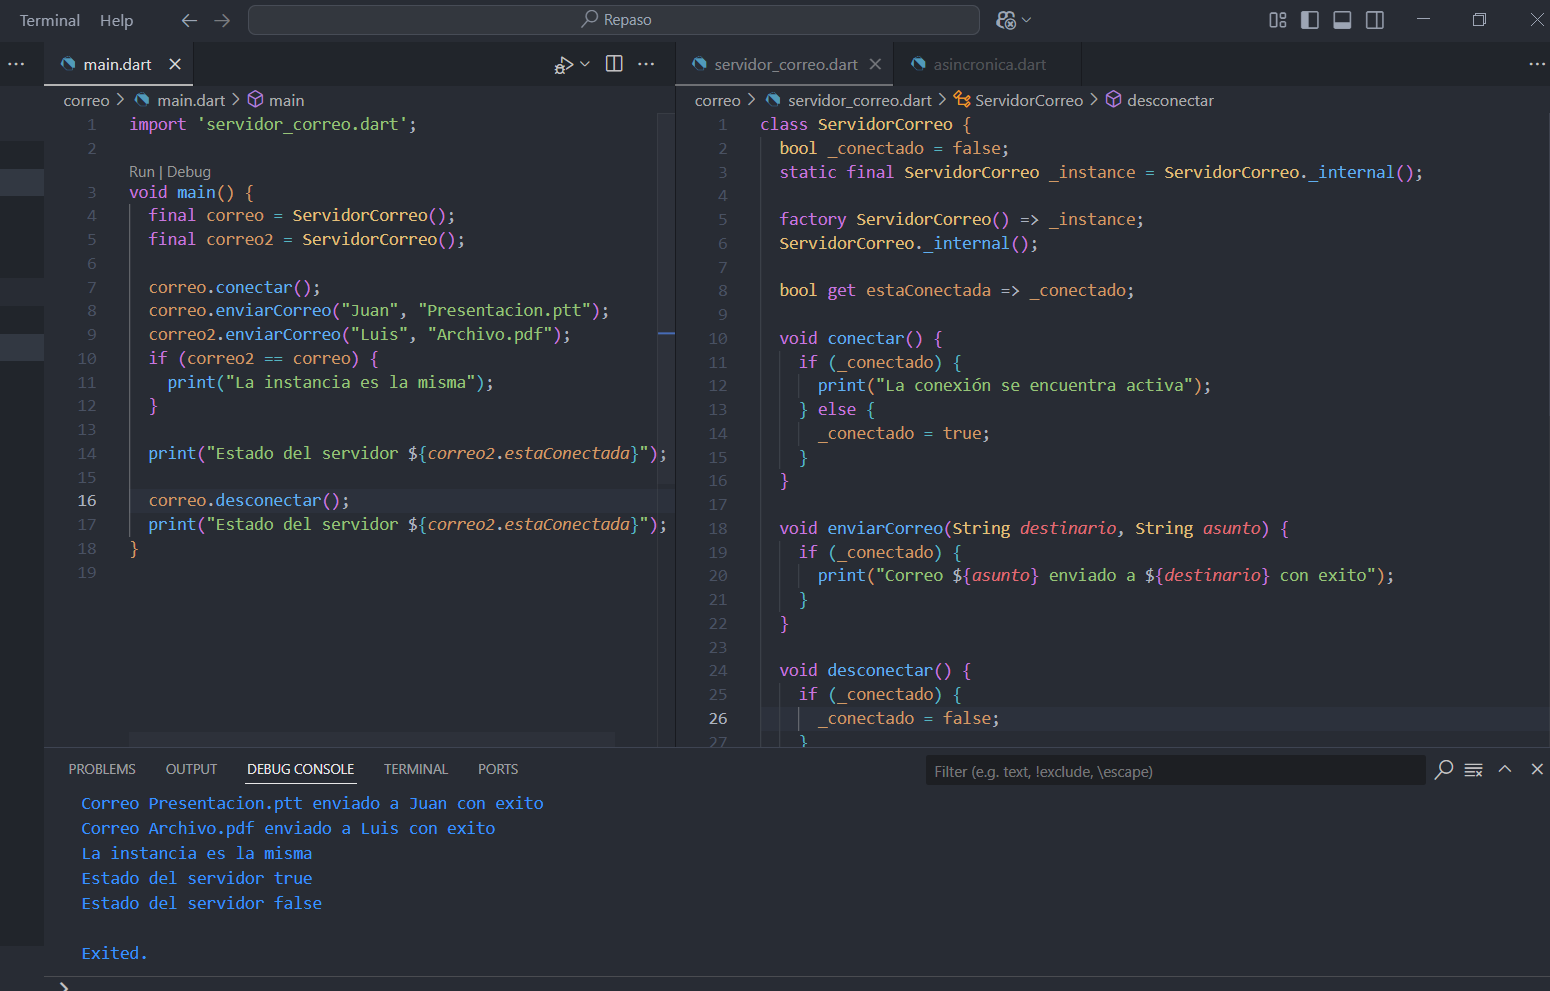 Terminal Help Repaso
main.dart
correo > main.dart > main
1 import 'servidor_correo.dart';
2
Run | Debug
3 void main() {
4 final correo = ServidorCorreo();
5 final correo2 = ServidorCorreo();
6
7 correo.conectar();
8 correo.enviarCorreo("Juan", "Presentacion.ptt");
9 correo2.enviarCorreo("Luis", "Archivo.pdf");
10 if (correo2 == correo) {
11 print("La instancia es la misma");
12 }
13
14 print("Estado del servidor ${correo2.estaConectada}");
15
16 correo.desconectar();
17 print("Estado del servidor ${correo2.estaConectada}");
18 }
19
servidor_correo.dart asincronica.dart
correo > servidor_correo.dart > ServidorCorreo > desconectar
1 class ServidorCorreo {
2 bool _conectado = false;
3 static final ServidorCorreo _instance = ServidorCorreo._internal();
4
5 factory ServidorCorreo() => _instance;
6 ServidorCorreo._internal();
7
8 bool get estaConectada => _conectado;
9
10 void conectar() {
11 if (_conectado) {
12 print("La conexión se encuentra activa");
13 } else {
14 _conectado = true;
15 }
16 }
17
18 void enviarCorreo(String destinario, String asunto) {
19 if (_conectado) {
20 print("Correo ${asunto} enviado a ${destinario} con exito");
21 }
22 }
23
24 void desconectar() {
25 if (_conectado) {
26 _conectado = false;
27 }
PROBLEMS OUTPUT DEBUG CONSOLE TERMINAL PORTS Filter (e.g. text, !exclude, \escape)
Correo Presentacion.ptt enviado a Juan con exito
Correo Archivo.pdf enviado a Luis con exito
La instancia es la misma
Estado del servidor true
Estado del servidor false
Exited.